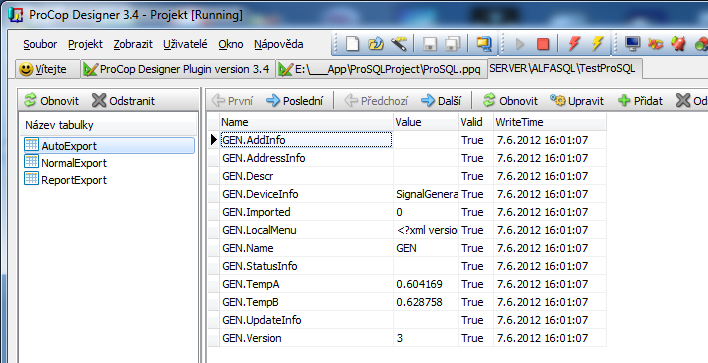 ProCop Designer 3.4 - Projekt [Running]
Soubor Projekt Zobrazit Uživatelé Okno Nápověda
Vítejte ProCop Designer Plugin version 3.4 E:\___App\ProSQLProject\ProSQL.ppq SERVER\ALFASQL\TestProSQL
Obnovit Odstranit První Poslední Předchozí Další Obnovit Upravit Přidat Od
Název tabulky Name Value Valid WriteTime
AutoExport GEN.AddInfo True 7.6.2012 16:01:07
NormalExport GEN.AddressInfo True 7.6.2012 16:01:07
ReportExport GEN.Descr True 7.6.2012 16:01:07
GEN.DeviceInfo SignalGenera True 7.6.2012 16:01:07
GEN.Imported 0 True 7.6.2012 16:01:07
GEN.LocalMenu <?xml versio True 7.6.2012 16:01:07
GEN.Name GEN True 7.6.2012 16:01:07
GEN.StatusInfo True 7.6.2012 16:01:07
GEN.TempA 0.604169 True 7.6.2012 16:01:07
GEN.TempB 0.628758 True 7.6.2012 16:01:07
GEN.UpdateInfo True 7.6.2012 16:01:07
GEN.Version 3 True 7.6.2012 16:01:07